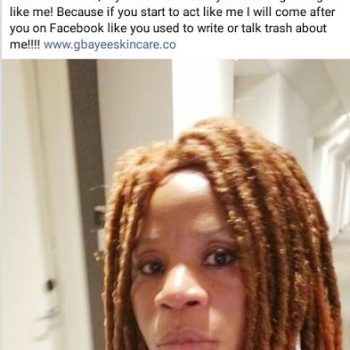 like me! Because if you start to act like me I will come after
you on Facebook like you used to write or talk trash about
me!!!! www.gbayeeskincare.co